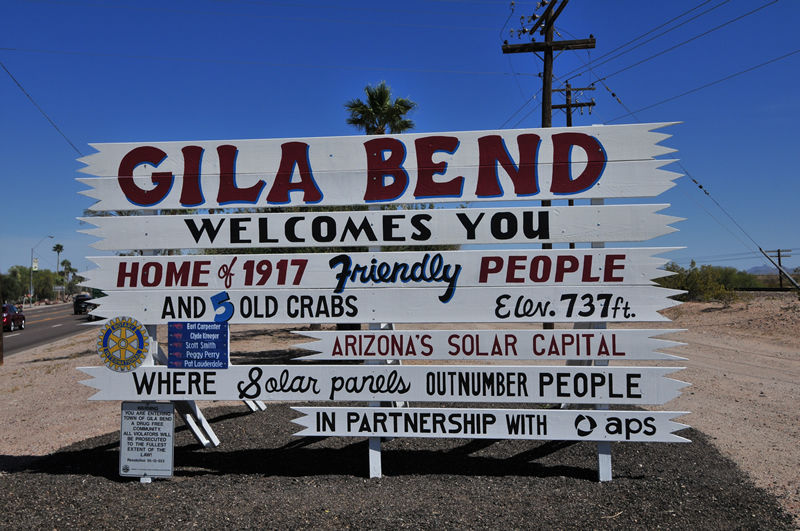 GILA BEND
WELCOMES YOU
HOME of 1917 Friendly PEOPLE
AND 5 OLD CRABS ELEV. 737ft.
Earl Carpenter
Clyde Kreeger
Scott Smith
Peggy Perry
Pat Lauderdale
ARIZONA'S SOLAR CAPITAL
WHERE Solar panels OUTNUMBER PEOPLE
IN PARTNERSHIP WITH aps
WARNING
YOU ARE ENTERING
TOWN OF GILA BEND
A DRUG FREE
COMMUNITY.
ALL VIOLATORS WILL
BE PROSECUTED
TO THE FULLEST
EXTENT OF THE
LAW!